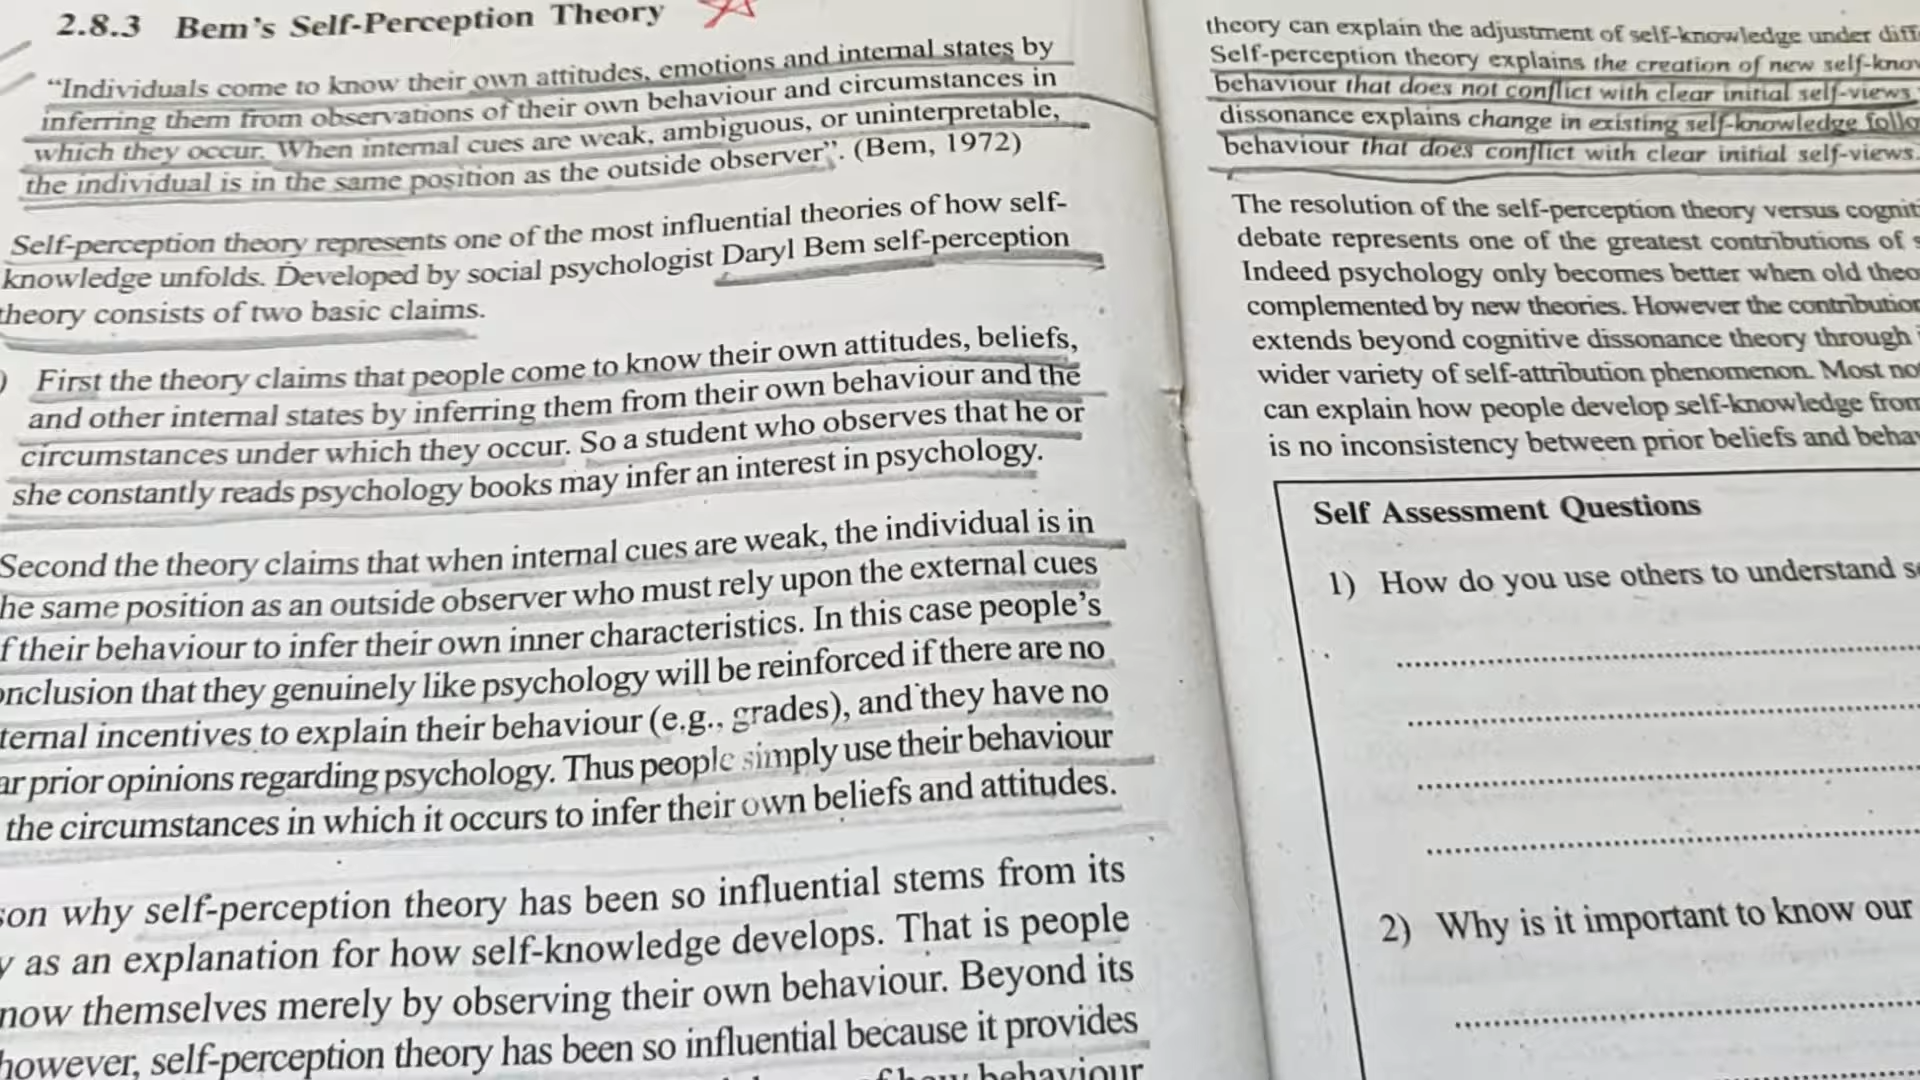 2.8.3 Bem's Self-Perception Theory
“Individuals come to know their own attitudes, emotions and internal states by
inferring them from observations of their own behaviour and circumstances in
which they occur. When internal cues are weak, ambiguous, or uninterpretable,
the individual is in the same position as the outside observer”. (Bem, 1972)
Self-perception theory represents one of the most influential theories of how self-
knowledge unfolds. Developed by social psychologist Daryl Bem self-perception
theory consists of two basic claims.
) First the theory claims that people come to know their own attitudes, beliefs,
and other internal states by inferring them from their own behaviour and the
circumstances under which they occur. So a student who observes that he or
she constantly reads psychology books may infer an interest in psychology.
Second the theory claims that when internal cues are weak, the individual is in
he same position as an outside observer who must rely upon the external cues
f their behaviour to infer their own inner characteristics. In this case people's
onclusion that they genuinely like psychology will be reinforced if there are no
ternal incentives to explain their behaviour (e.g., grades), and they have no
ar prior opinions regarding psychology. Thus people simply use their behaviour
the circumstances in which it occurs to infer their own beliefs and attitudes.
son why self-perception theory has been so influential stems from its
y as an explanation for how self-knowledge develops. That is people
now themselves merely by observing their own behaviour. Beyond its
however, self-perception theory has been so influential because it provides
how behaviour
theory can explain the adjustment of self-knowledge under diff
Self-perception theory explains the creation of new self-know
behaviour that does not conflict with clear initial self-views
dissonance explains change in existing self-knowledge follo
behaviour that does conflict with clear initial self-views.
The resolution of the self-perception theory versus cognit
debate represents one of the greatest contributions of s
Indeed psychology only becomes better when old theo
complemented by new theories. However the contribution
extends beyond cognitive dissonance theory through
wider variety of self-attribution phenomenon. Most no
can explain how people develop self-knowledge from
is no inconsistency between prior beliefs and behav
Self Assessment Questions
1) How do you use others to understand se
2) Why is it important to know our